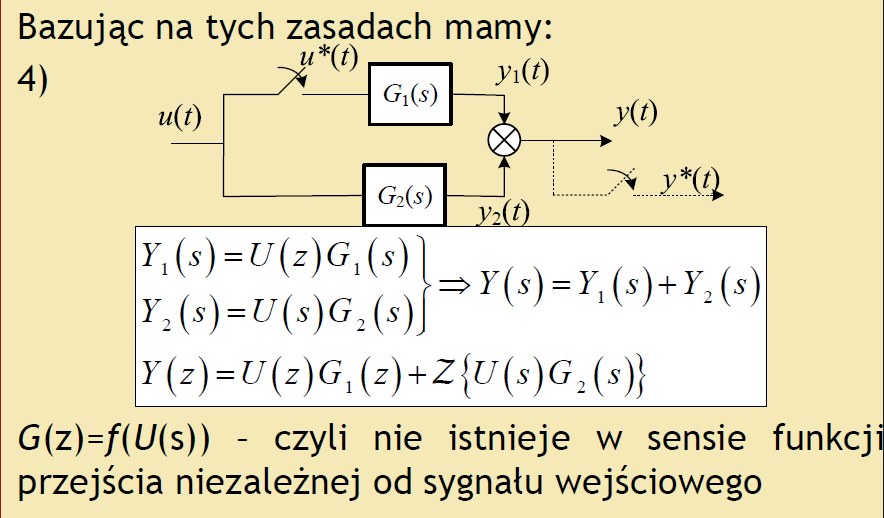 Bazując na tych zasadach mamy:
4)
u*(t)
G₁(s)
y₁(t)
u(t)
y(t)
G₂(s)
y*(t)
y₂(t)
Y₁(s)=U(z)G₁(s)
Y₂(s)=U(s)G₂(s)
} ⇒ Y(s)=Y₁(s)+Y₂(s)
Y(z)=U(z)G₁(z)+Z{U(s)G₂(s)}
G(z)=f(U(s)) – czyli nie istnieje w sensie funkcji
przejścia niezależnej od sygnału wejściowego